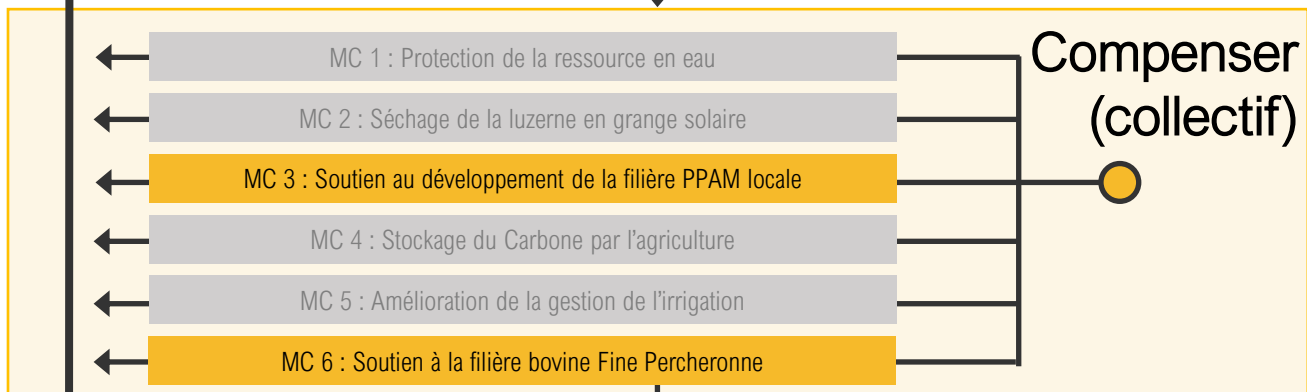 MC 1 : Protection de la ressource en eau
MC 2 : Séchage de la luzerne en grange solaire
MC 3 : Soutien au développement de la filière PPAM locale
MC 4 : Stockage du Carbone par l'agriculture
MC 5 : Amélioration de la gestion de l'irrigation
MC 6 : Soutien à la filière bovine Fine Percheronne
Compenser
(collectif)